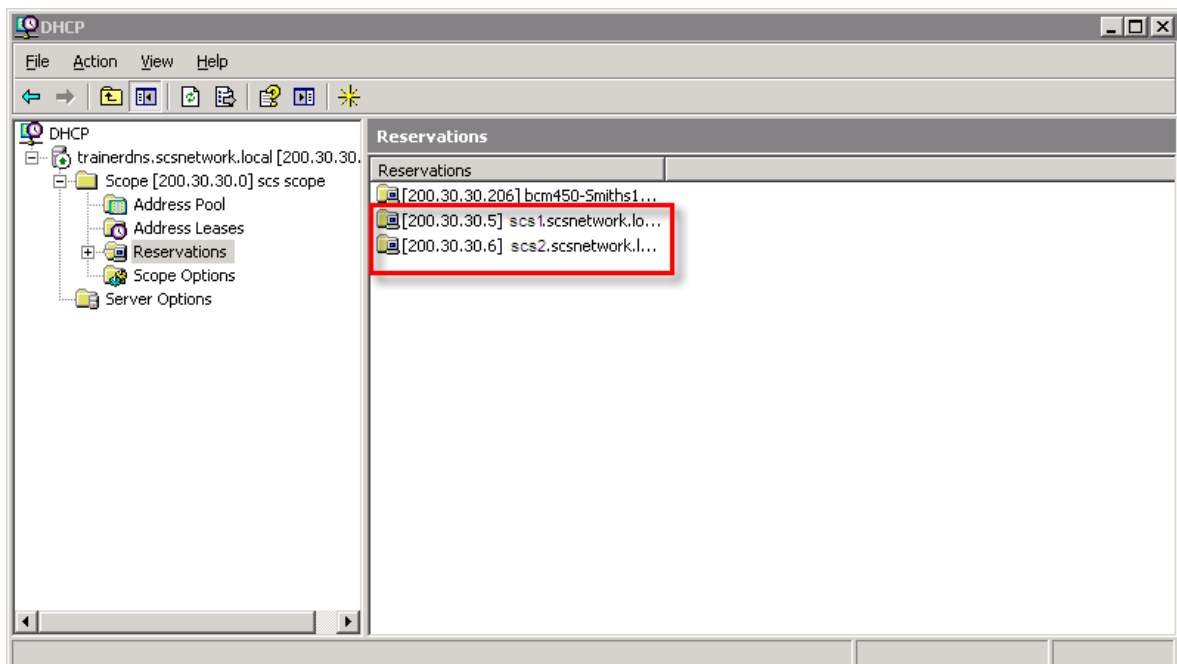 DHCP
File Action View Help
DHCP
trainerdns.scsnetwork.local [200.30.30.
Scope [200.30.30.0] scs scope
Address Pool
Address Leases
Reservations
Scope Options
Server Options
Reservations
Reservations
[200.30.30.206] bcm450-Smiths1...
[200.30.30.5] scs1.scsnetwork.lo...
[200.30.30.6] scs2.scsnetwork.l...